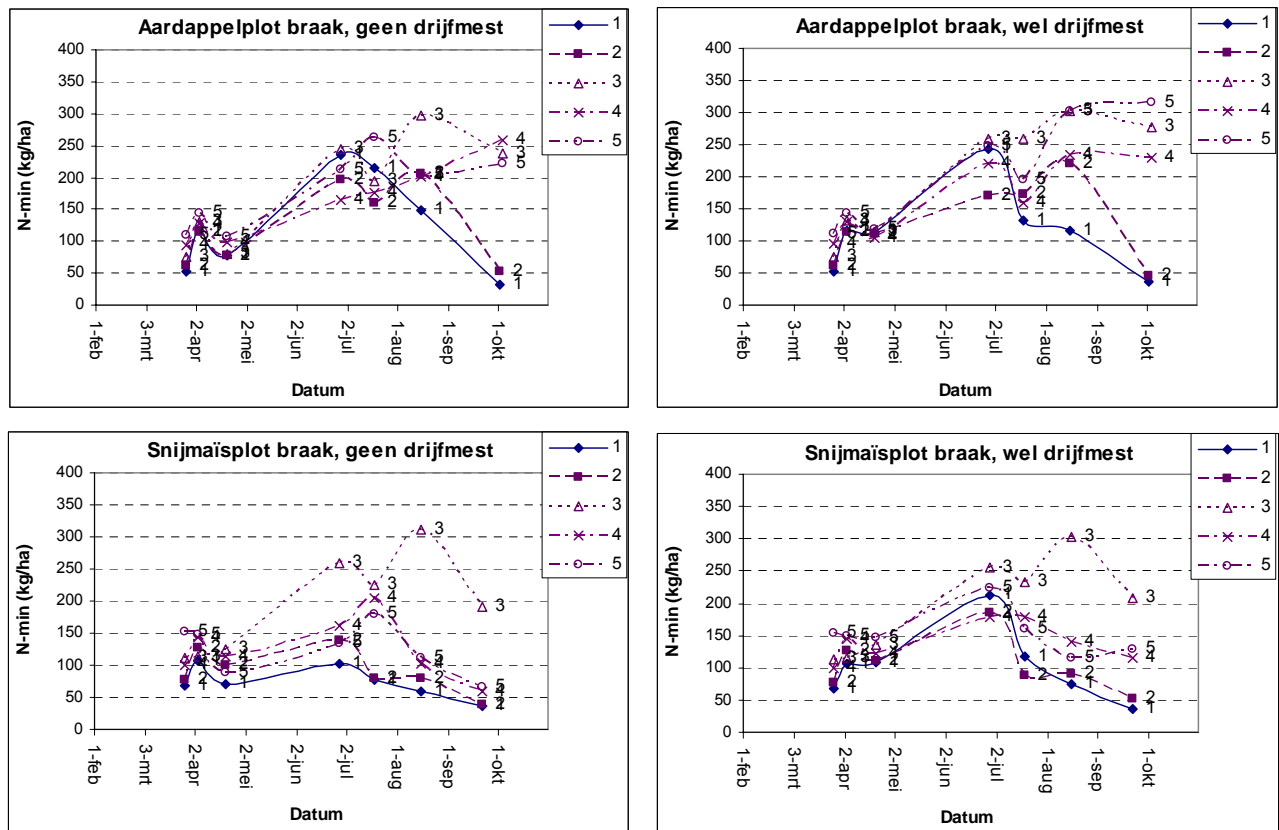 Aardappelplot braak, geen drijfmest
N-min (kg/ha)
400
350
300
250
200
150
100
50
0
1-feb
3-mrt
2-apr
2-mei
2-jun
2-jul
1-aug
1-sep
1-okt
Datum
1
2
3
4
5
Aardappelplot braak, wel drijfmest
N-min (kg/ha)
400
350
300
250
200
150
100
50
0
1-feb
3-mrt
2-apr
2-mei
2-jun
2-jul
1-aug
1-sep
1-okt
Datum
1
2
3
4
5
Snijmaïsplot braak, geen drijfmest
N-min (kg/ha)
400
350
300
250
200
150
100
50
0
1-feb
3-mrt
2-apr
2-mei
2-jun
2-jul
1-aug
1-sep
1-okt
Datum
1
2
3
4
5
Snijmaïsplot braak, wel drijfmest
N-min (kg/ha)
400
350
300
250
200
150
100
50
0
1-feb
3-mrt
2-apr
2-mei
2-jun
2-jul
1-aug
1-sep
1-okt
Datum
1
2
3
4
5